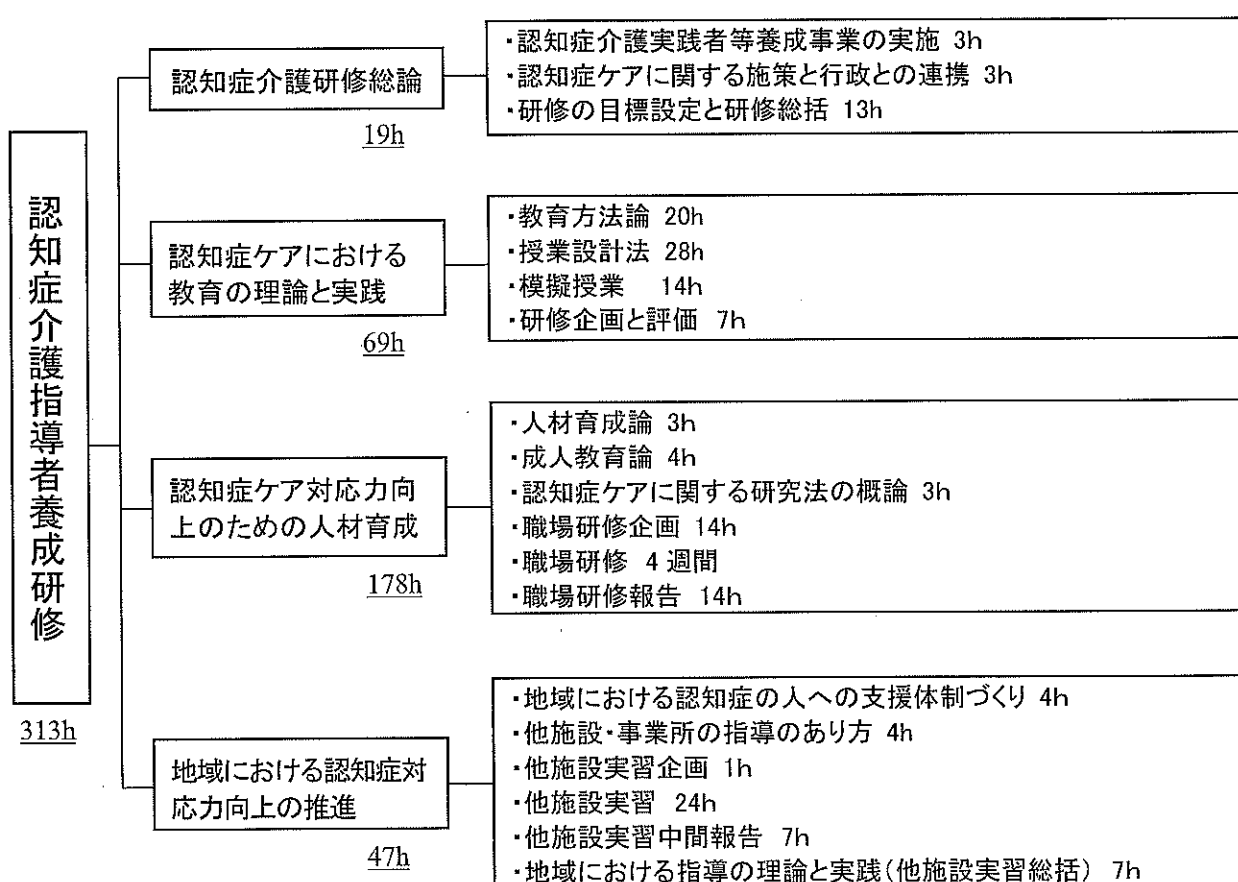 認知症介護指導者養成研修
313h
認知症介護研修総論
19h
・認知症介護実践者等養成事業の実施 3h
・認知症ケアに関する施策と行政との連携 3h
・研修の目標設定と研修総括 13h
認知症ケアにおける
教育の理論と実践
69h
・教育方法論 20h
・授業設計法 28h
・模擬授業 14h
・研修企画と評価 7h
認知症ケア対応力向
上のための人材育成
178h
・人材育成論 3h
・成人教育論 4h
・認知症ケアに関する研究法の概論 3h
・職場研修企画 14h
・職場研修 4週間
・職場研修報告 14h
地域における認知症対
応力向上の推進
47h
・地域における認知症の人への支援体制づくり 4h
・他施設・事業所の指導のあり方 4h
・他施設実習企画 1h
・他施設実習 24h
・他施設実習中間報告 7h
・地域における指導の理論と実践(他施設実習総括) 7h